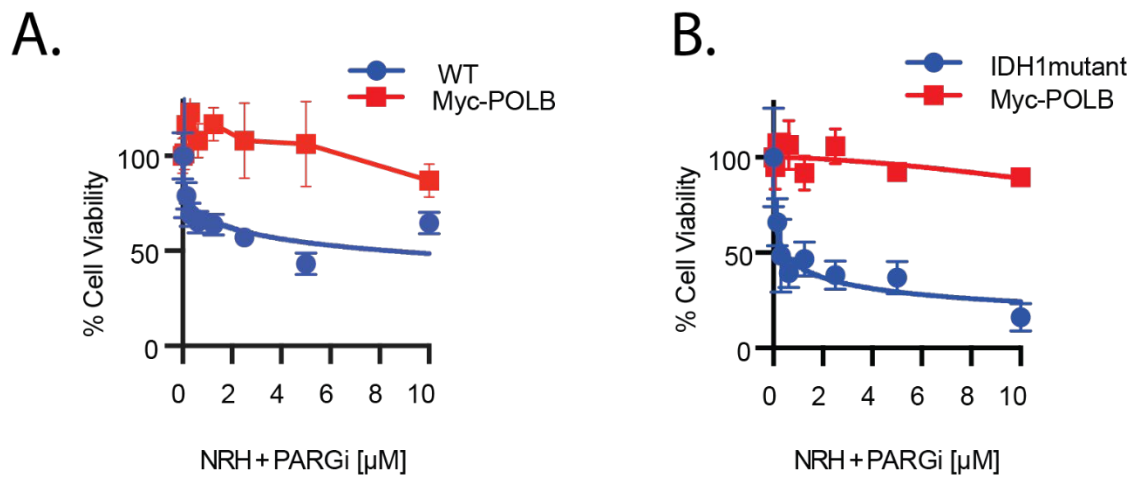 A.
WT
Myc-POLB
% Cell Viability
100
50
0
0 2 4 6 8 10
NRH + PARGi [µM]
B.
IDH1mutant
Myc-POLB
% Cell Viability
100
50
0
0 2 4 6 8 10
NRH + PARGi [µM]